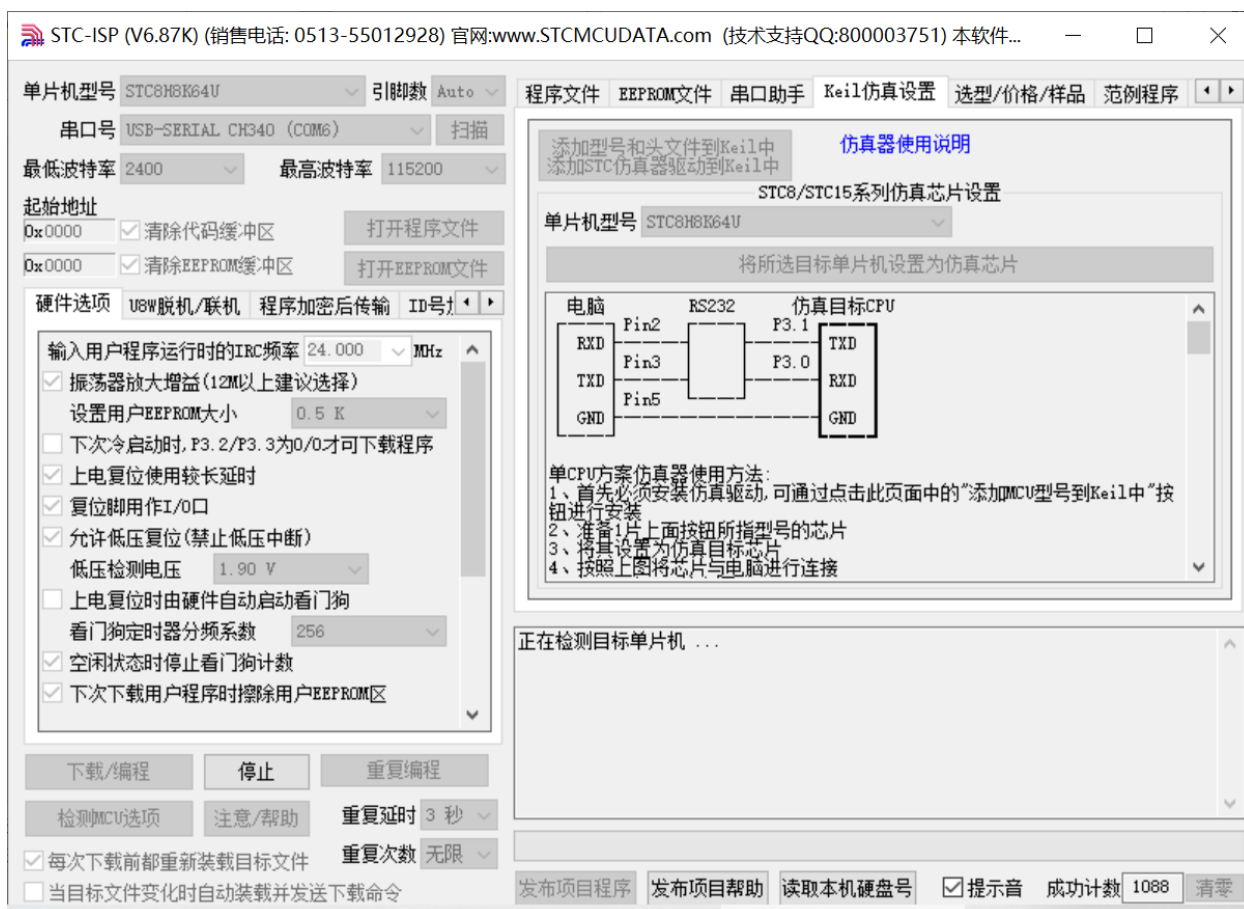 STC-ISP (V6.87K) (销售电话: 0513-55012928) 官网:www.STCMCUDATA.com (技术支持QQ:800003751) 本软件...
单片机型号 STC8H8K64U 引脚数 Auto
串口号 USB-SERIAL CH340 (COM6) 扫描
最低波特率 2400 最高波特率 115200
起始地址
0x0000 清除代码缓冲区 打开程序文件
0x0000 清除EEPROM缓冲区 打开EEPROM文件
硬件选项 U8W脱机/联机 程序加密后传输
输入用户程序运行时的IRC频率 24.000 MHz
振荡器放大增益(12M以上建议选择)
设置用户EEPROM大小 0.5 K
下次冷启动时,P3.2/P3.3为0/0才可下载程序
上电复位使用较长延时
复位脚用作I/O口
允许低压复位(禁止低压中断)
低压检测电压 1.90 V
上电复位时由硬件自动启动看门狗
看门狗定时器分频系数 256
空闲状态时停止看门狗计数
下次下载用户程序时擦除用户EEPROM区
下载/编程 停止 重复编程
检测MCU选项 注意/帮助 重复延时 3 秒
每次下载前都重新装载目标文件 重复次数 无限
当目标文件变化时自动装载并发送下载命令
程序文件 EEPROM文件 串口助手 Keil仿真设置 选型/价格/样品 范例程序
添加型号和头文件到Keil中
添加STC仿真器驱动到Keil中
仿真器使用说明
STC8/STC15系列仿真芯片设置
单片机型号 STC8H8K64U
将所选目标单片机设置为仿真芯片
电脑 RS232 仿真目标CPU
Pin2 P3.1
RXD TXD
Pin3 P3.0
TXD RXD
Pin5
GND GND
单CPU方案仿真器使用方法:
1、首先必须安装仿真驱动,可通过点击此页面中的"添加MCU型号到Keil中"按
钮进行安装
2、准备1片上面按钮所指型号的芯片
3、将其设置为仿真目标芯片
4、按照上图将芯片与电脑进行连接
正在检测目标单片机 ...
发布项目程序 发布项目帮助 读取本机硬盘号 提示音 成功计数 1088 清零